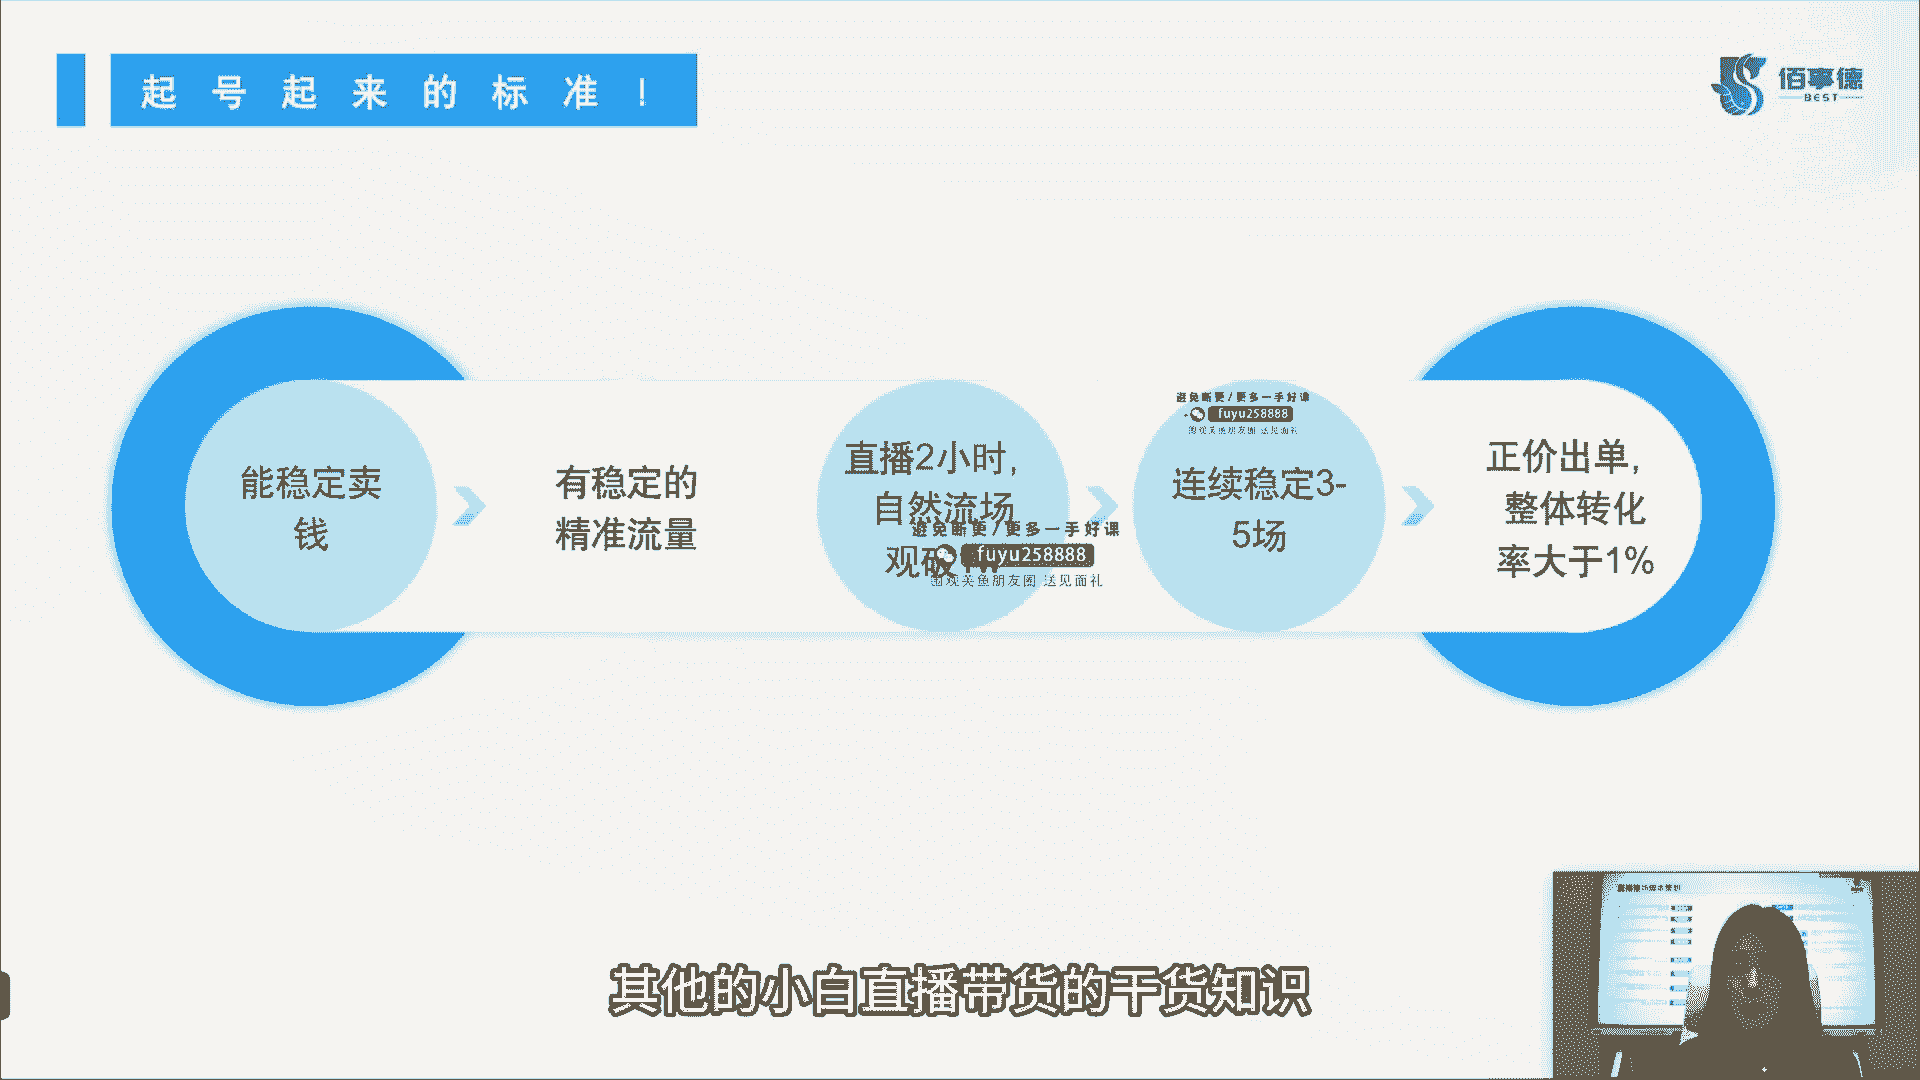 起号起来的标准！
佰事德
BEST
能稳定卖
钱
有稳定的
精准流量
直播2小时，
自然流场
观破
避免断更/更多一手好课
fuyu258888
围观美鱼朋友圈 送见面礼
避免断更/更多一手好课
fuyu258888
围观美鱼朋友圈 送见面礼
连续稳定3-
5场
正价出单，
整体转化
率大于1%
其他的小白直播带货的干货知识